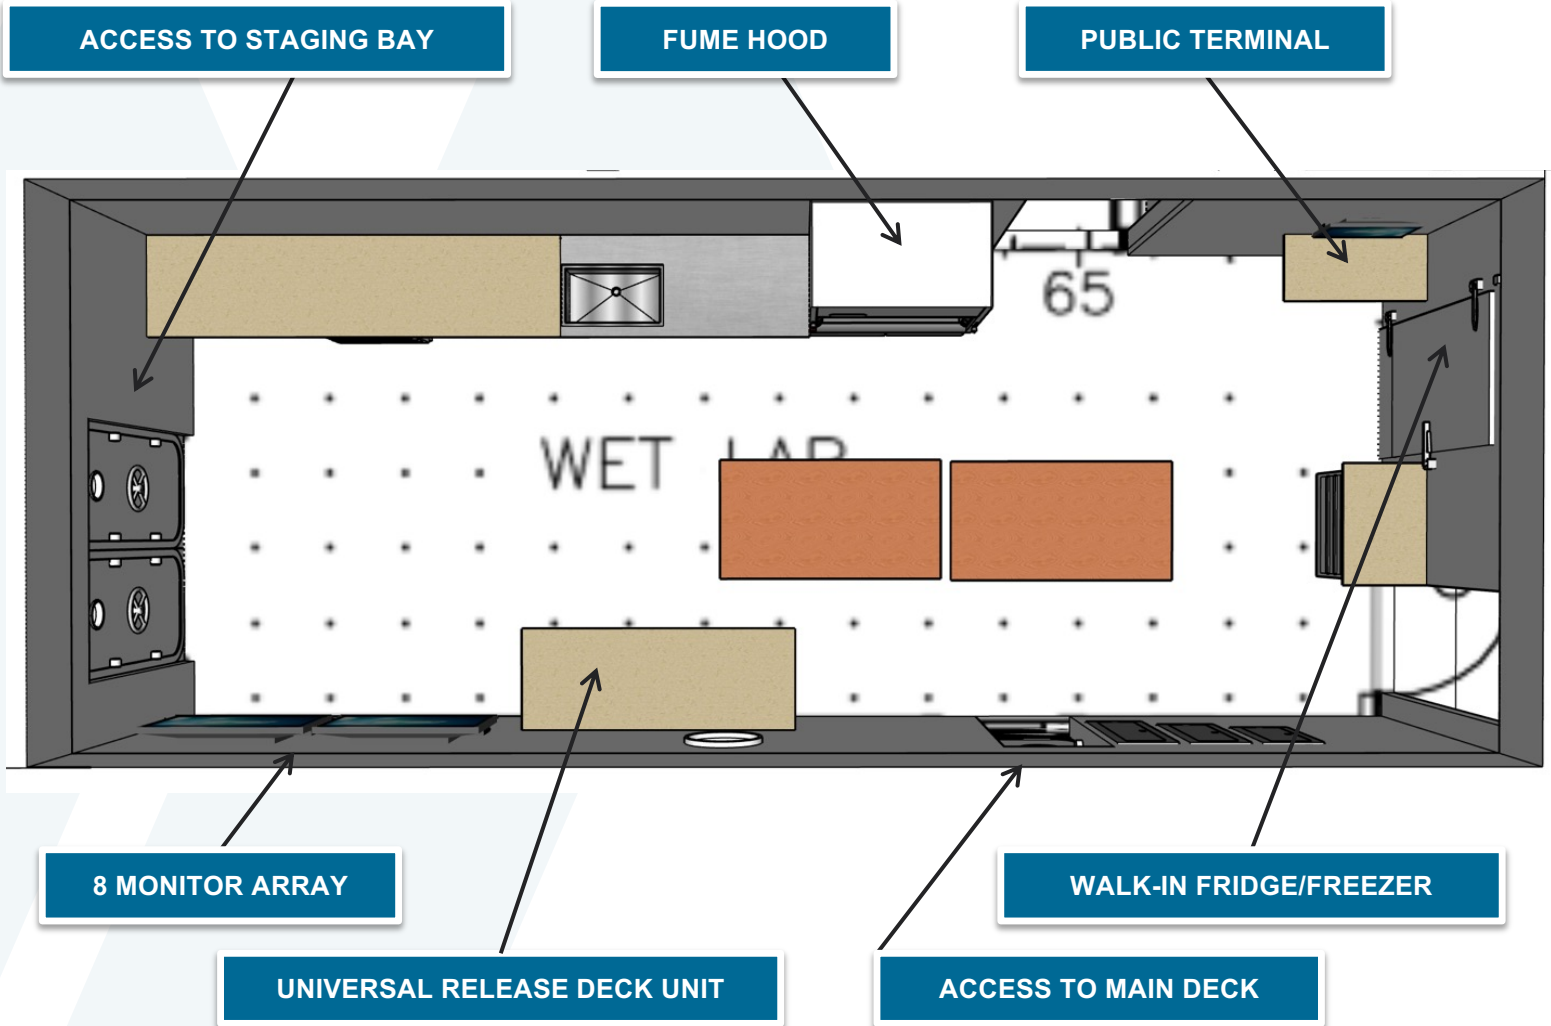 ACCESS TO STAGING BAY
FUME HOOD
PUBLIC TERMINAL
65
WET LAB
8 MONITOR ARRAY
WALK-IN FRIDGE/FREEZER
UNIVERSAL RELEASE DECK UNIT
ACCESS TO MAIN DECK